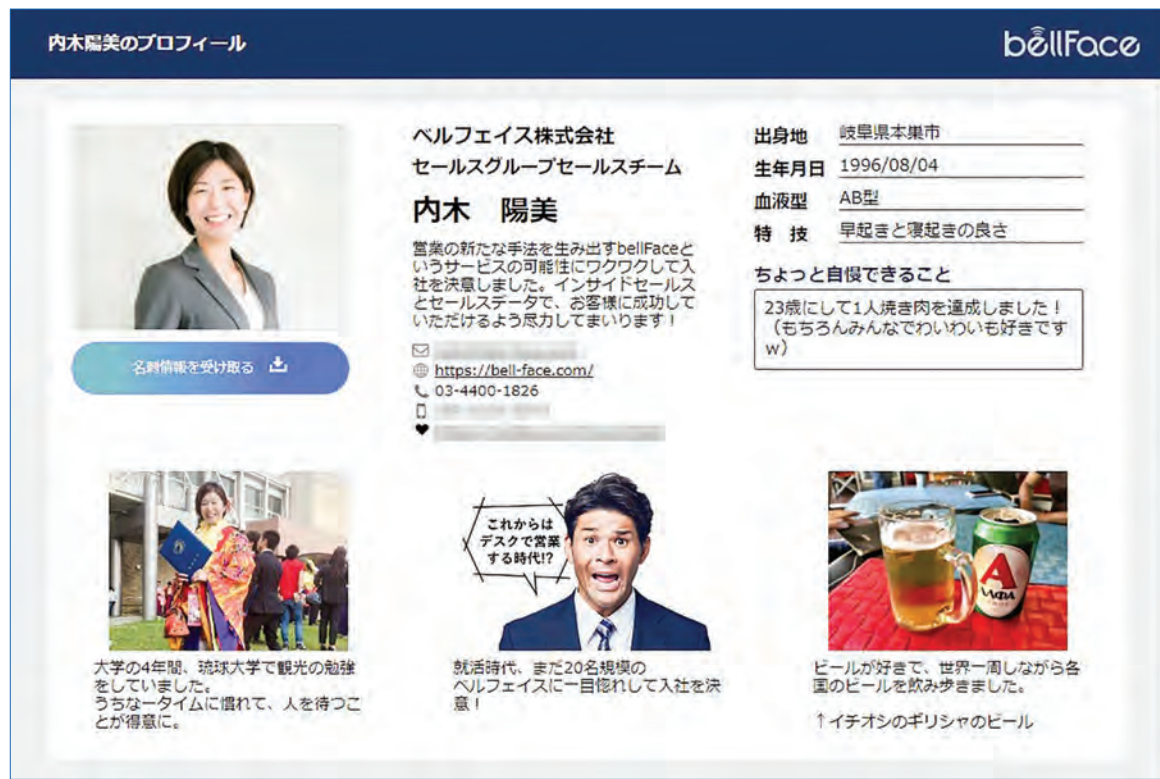 内木陽美のプロフィール
bellFace
ベルフェイス株式会社
セールスグループセールスチーム
内木 陽美
営業の新たな手法を生み出すbellFaceと
いうサービスの可能性にワクワクして入
社を決意しました。インサイドセールス
とセールスデータで、お客様に成功して
いただけるよう尽力してまいります!
https://bell-face.com/
03-4400-1826
名刺情報を受け取る
出身地 岐阜県本巣市
生年月日 1996/08/04
血液型 AB型
特 技 早起きと寝起きの良さ
ちょっと自慢できること
23歳にして1人焼き肉を達成しました!
(もちろんみんなでわいわいも好きです
w)
大学の4年間、琉球大学で観光の勉強
をしていました。
うちなータイムに慣れて、人を待つこ
とが得意に。
これからは
デスクで営業
する時代!?
就活時代、まだ20名規模の
ベルフェイスに一目惚れして入社を決
意!
A
ΑΛΦΑ
ビールが好きで、世界一周しながら各
国のビールを飲み歩きました。
↑イチオシのギリシャのビール